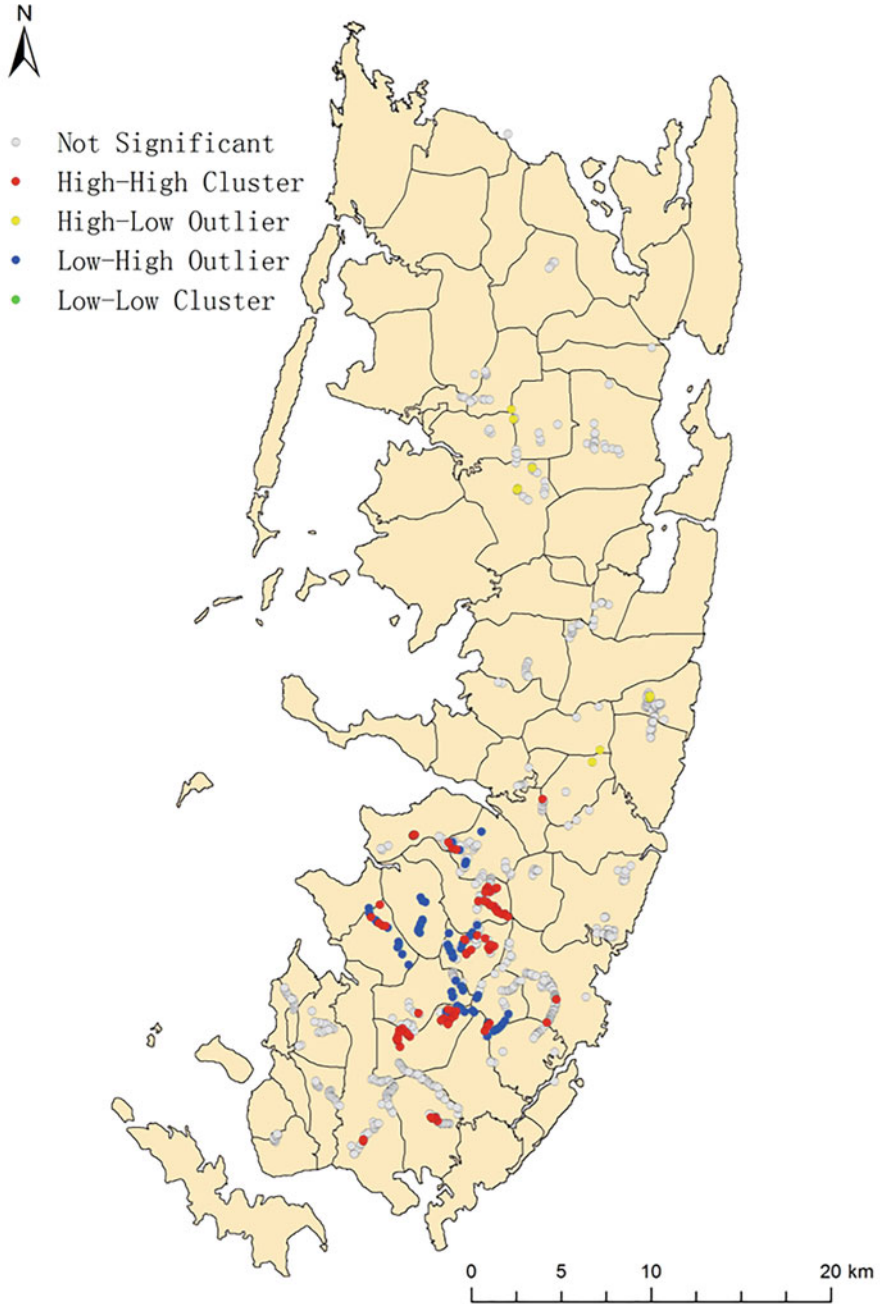 N
Not Significant
High-High Cluster
High-Low Outlier
Low-High Outlier
Low-Low Cluster
0 5 10 20 km